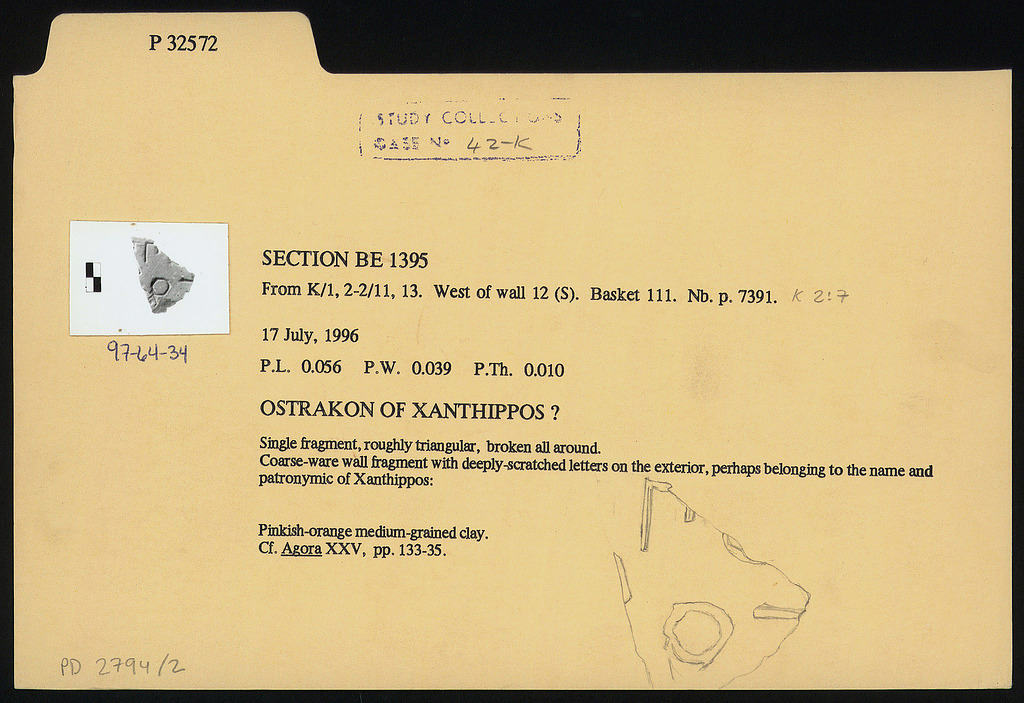 P 32572
STUDY COLLECTIONS
CASE No 42-K
SECTION BE 1395
From K/1, 2-2/11, 13. West of wall 12 (S). Basket 111. Nb. p. 7391. K 2:7
97-64-34
17 July, 1996
P.L. 0.056 P.W. 0.039 P.Th. 0.010
OSTRAKON OF XANTHIPPOS ?
Single fragment, roughly triangular, broken all around.
Coarse-ware wall fragment with deeply-scratched letters on the exterior, perhaps belonging to the name and
patronymic of Xanthippos:
Pinkish-orange medium-grained clay.
Cf. Agora XXV, pp. 133-35.
PD 2794/2